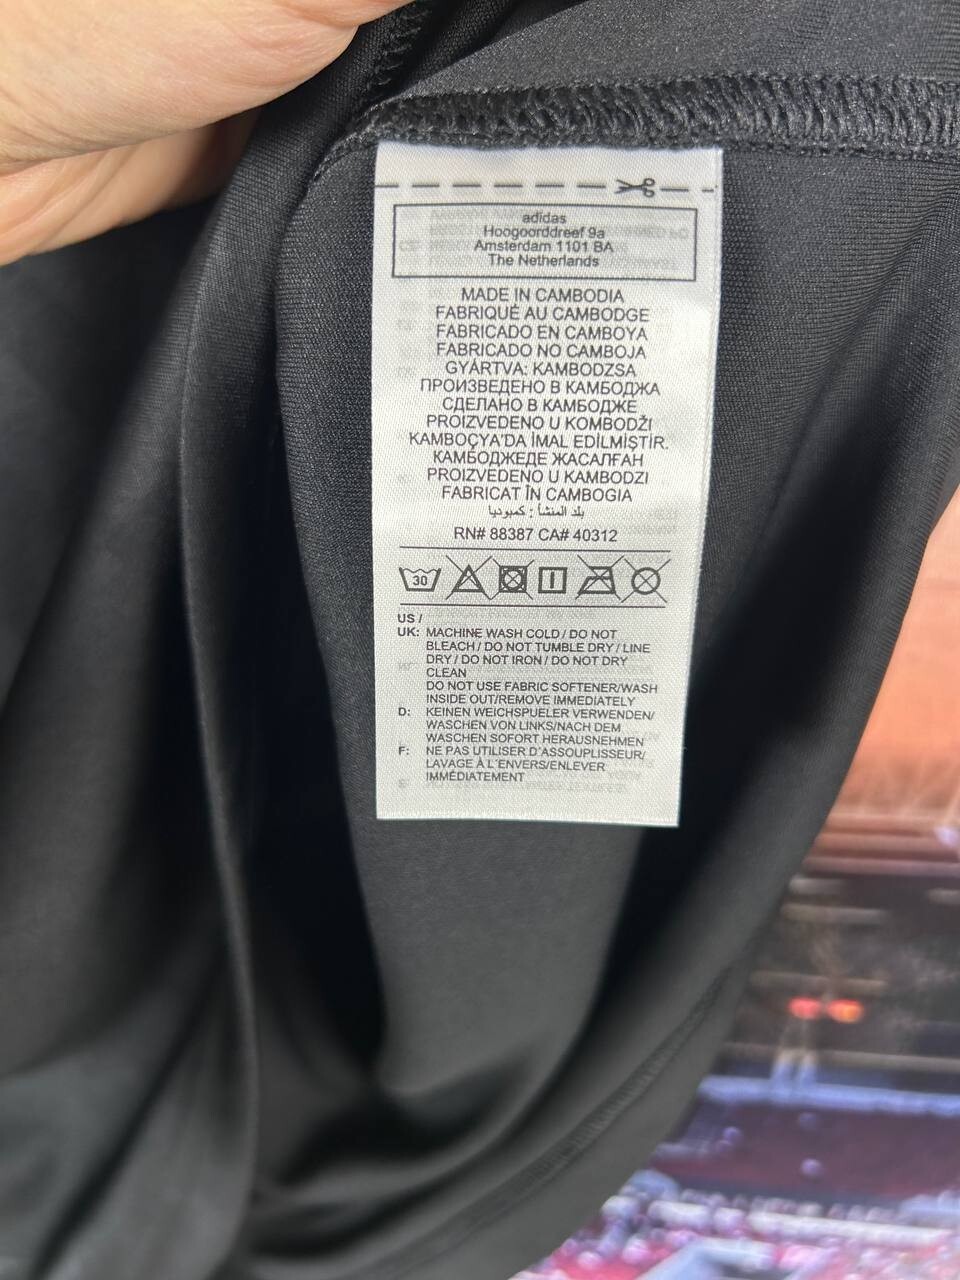 adidas
Hoogoorddreef 9a
Amsterdam 1101 BA
The Netherlands
MADE IN CAMBODIA
FABRIQUÉ AU CAMBODGE
FABRICADO EN CAMBOYA
FABRICADO NO CAMBOJA
GYÁRTVA: KAMBODZSA
ПРОИЗВЕДЕНО В КАМБОДЖА
СДЕЛАНО В КАМБОДЖЕ
PROIZVEDENO U KOMBODŽI
KAMBOÇYA'DA İMAL EDİLMİŞTİR.
КАМБОДЖЕДЕ ЖАСАЛҒАН
PROIZVEDENO U KAMBODZI
FABRICAT ÎN CAMBOGIA
بلد المنشأ : كمبوديا
RN# 88387 CA# 40312
30
US /
UK: MACHINE WASH COLD / DO NOT
BLEACH / DO NOT TUMBLE DRY / LINE
DRY / DO NOT IRON / DO NOT DRY
CLEAN
DO NOT USE FABRIC SOFTENER/WASH
INSIDE OUT/REMOVE IMMEDIATELY
D: KEINEN WEICHSPUELER VERWENDEN/
WASCHEN VON LINKS/NACH DEM
WASCHEN SOFORT HERAUSNEHMEN
F: NE PAS UTILISER D'ASSOUPLISSEUR/
LAVAGE À L'ENVERS/ENLEVER
IMMÉDIATEMENT